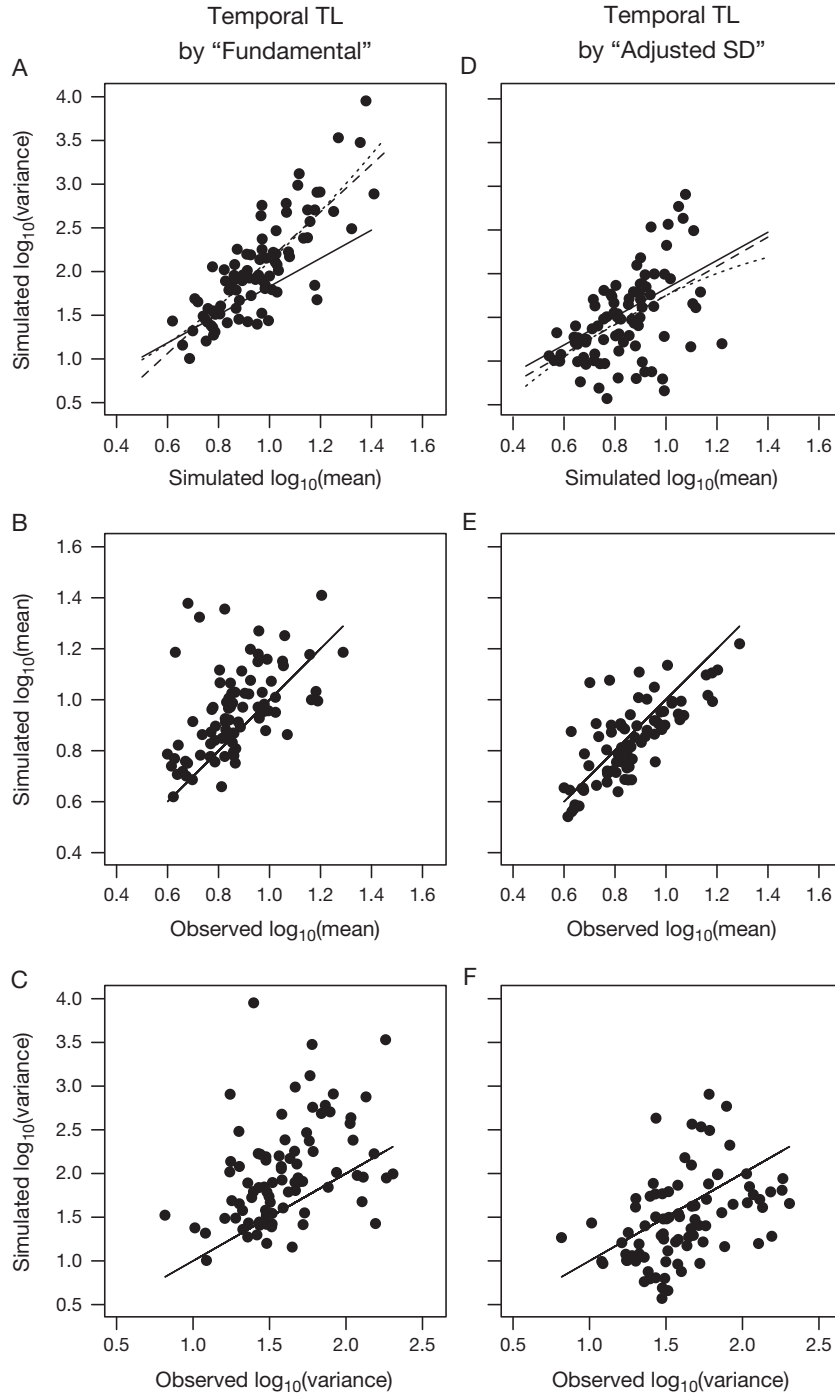 Temporal TL
by “Fundamental”
Temporal TL
by “Adjusted SD”
A
4.0
3.5
3.0
2.5
2.0
1.5
1.0
0.5
Simulated log10(variance)
0.4 0.6 0.8 1.0 1.2 1.4 1.6
Simulated log10(mean)
D
0.4 0.6 0.8 1.0 1.2 1.4 1.6
Simulated log10(mean)
B
1.6
1.4
1.2
1.0
0.8
0.6
0.4
Simulated log10(mean)
0.4 0.6 0.8 1.0 1.2 1.4 1.6
Observed log10(mean)
E
0.4 0.6 0.8 1.0 1.2 1.4 1.6
Observed log10(mean)
C
4.0
3.5
3.0
2.5
2.0
1.5
1.0
0.5
Simulated log10(variance)
0.5 1.0 1.5 2.0 2.5
Observed log10(variance)
F
0.5 1.0 1.5 2.0 2.5
Observed log10(variance)